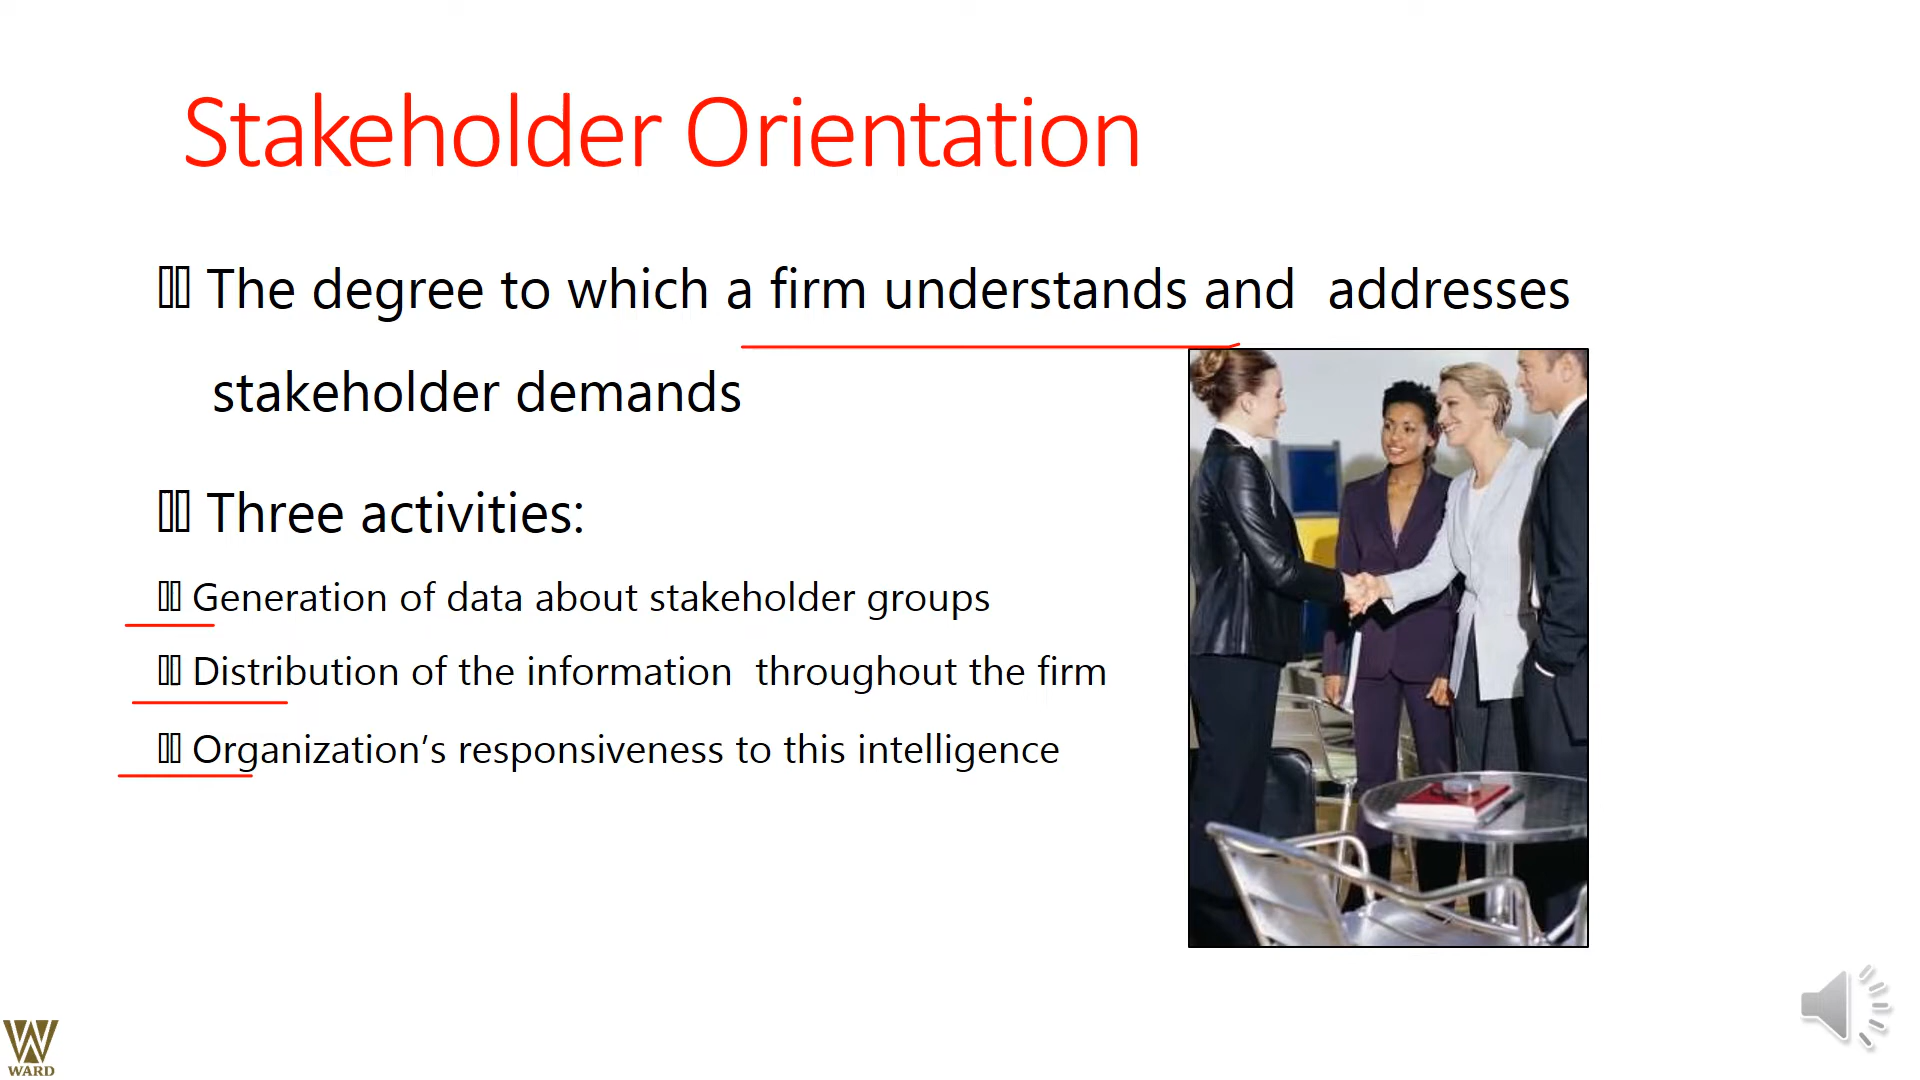 Stakeholder Orientation
The degree to which a firm understands and addresses
stakeholder demands
Three activities:
Generation of data about stakeholder groups
Distribution of the information throughout the firm
Organization’s responsiveness to this intelligence
WARD